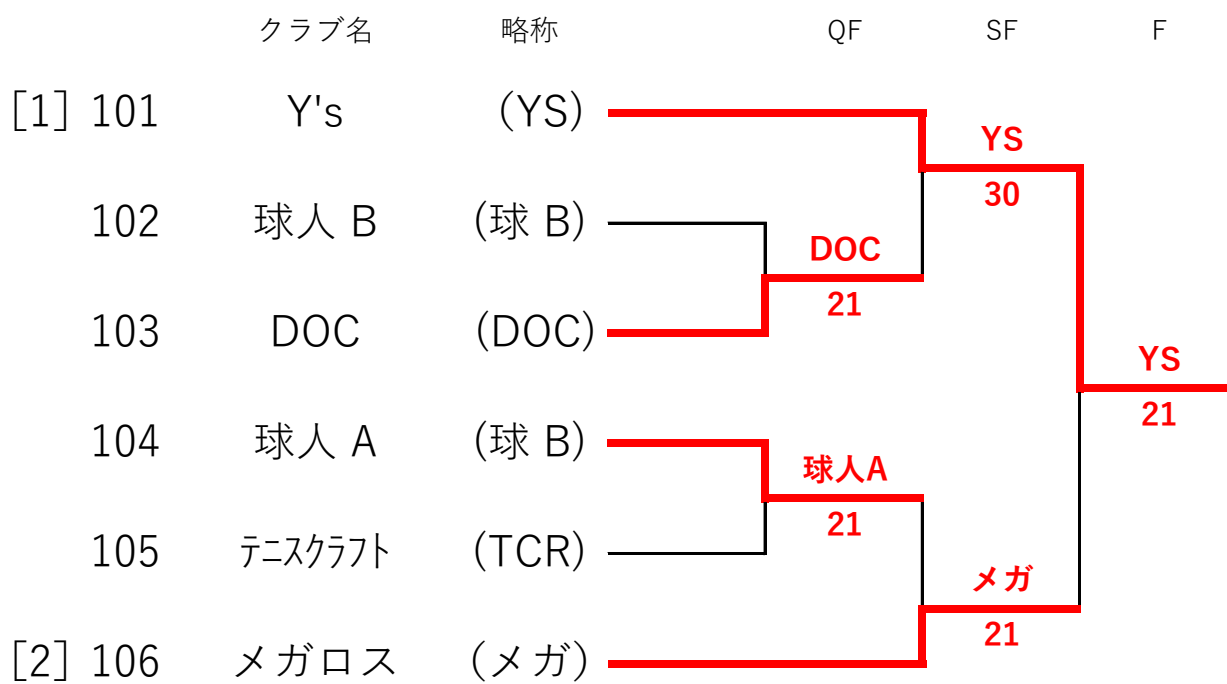 クラブ名 略称 QF SF F
[1] 101 Y's (YS)
YS
30
102 球人 B (球 B)
DOC
21
103 DOC (DOC)
YS
21
104 球人 A (球 B)
球人A
21
105 ﾃﾆｽｸﾗﾌﾄ (TCR)
メガ
21
[2] 106 メガロス (メガ)